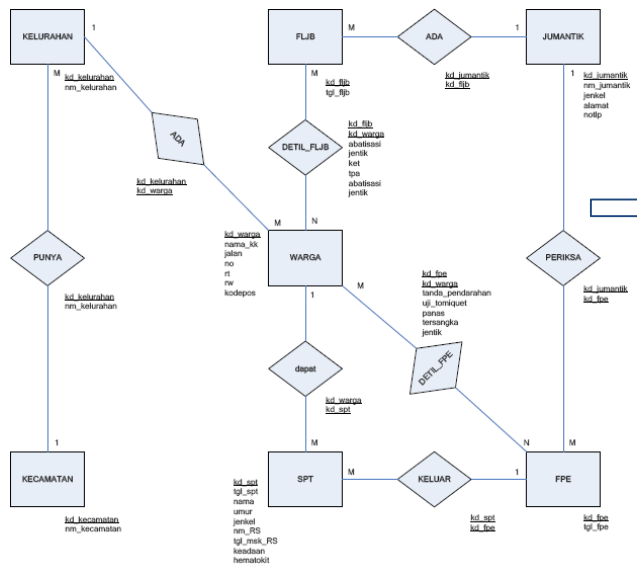 KELURAHAN
1
M
kd_kelurahan
nm_kelurahan
ADA
kd_kelurahan
kd_warga
M
PUNYA
kd_kelurahan
nm_kelurahan
1
KECAMATAN
kd_kecamatan
nm_kecamatan
FLJB
M
ADA
1
JUMANTIK
M
kd_fljb
tgl_fljb
kd_jumantik
kd_fljb
1
kd_jumantik
nm_jumantik
jenkel
alamat
notlp
DETIL_FLJB
kd_fljb
kd_warga
abatisasi
jentik
ket
tpa
abatisasi
jentik
N
kd_warga
nama_kk
jalan
no
rt
rw
kodepos
WARGA
1
M
kd_fpe
kd_warga
tanda_pendarahan
uji_tomiquet
panas
tersangka
jentik
DETIL_FPE
PERIKSA
kd_jumantik
kd_fpe
dapat
kd_warga
kd_spt
M
N
M
SPT
M
KELUAR
1
FPE
kd_spt
tgl_spt
nama
umur
jenkel
nm_RS
tgl_msk_RS
keadaan
hematokit
kd_spt
kd_fpe
kd_fpe
tgl_fpe